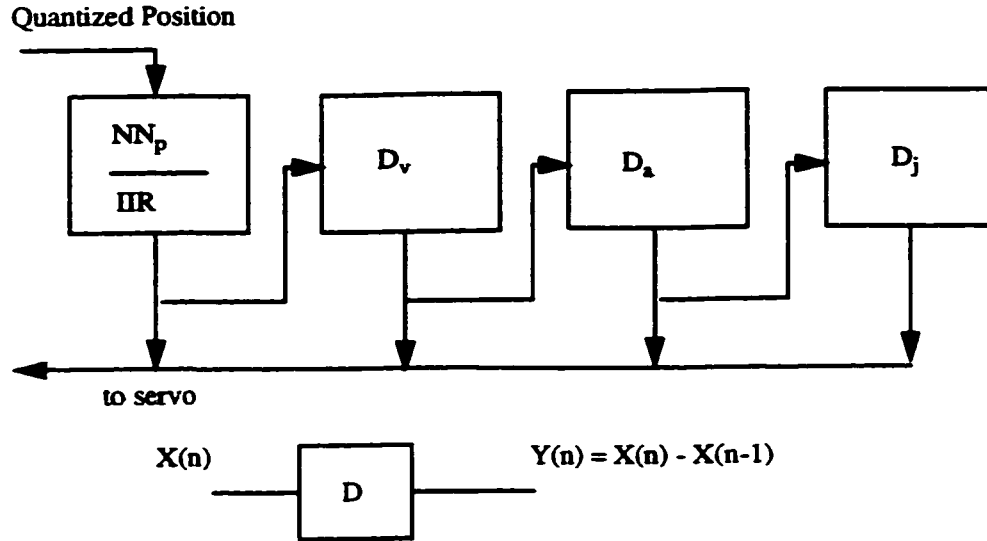 Quantized Position
NNp
IIR
Dv
Da
Dj
to servo
X(n)
D
Y(n) = X(n) - X(n-1)